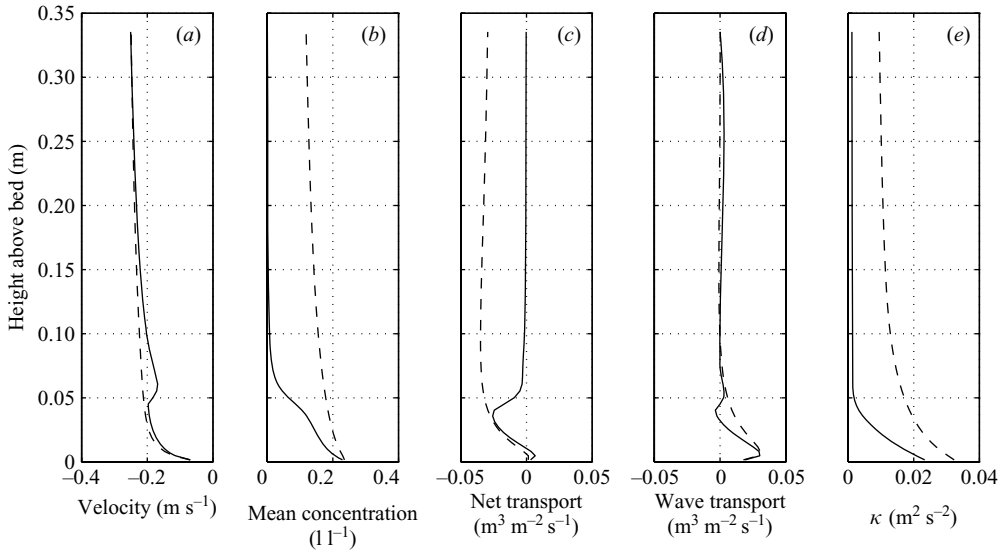 0.35
0.30
0.25
0.20
0.15
0.10
0.05
0
Height above bed (m)
(a)
(b)
(c)
(d)
(e)
−0.4 −0.2 0
0 0.2 0.4
−0.05 0 0.05
−0.05 0 0.05
0 0.02 0.04
Velocity (m s⁻¹)
Mean concentration
(l l⁻¹)
Net transport
(m³ m⁻² s⁻¹)
Wave transport
(m³ m⁻² s⁻¹)
κ (m² s⁻²)